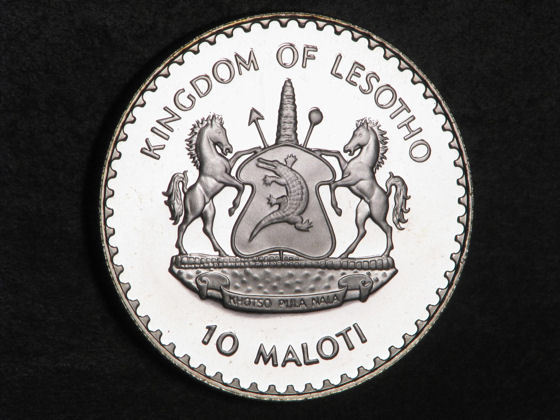 KINGDOM OF LESOTHO
KHOTSO PULA NALA
10 MALOTI